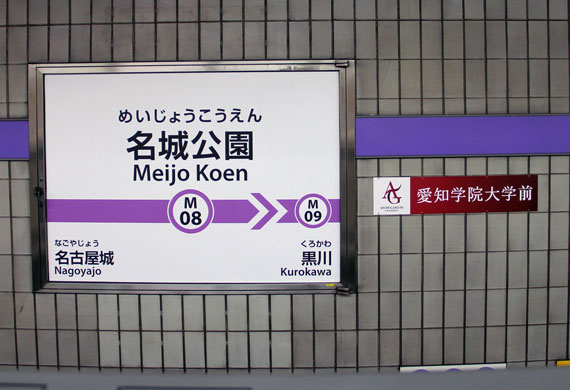 めいじょうこうえん
名城公園
Meijo Koen
M
08
M
09
なごやじょう
名古屋城
Nagoyajo
くろかわ
黒川
Kurokawa
AG
愛知学院大学前